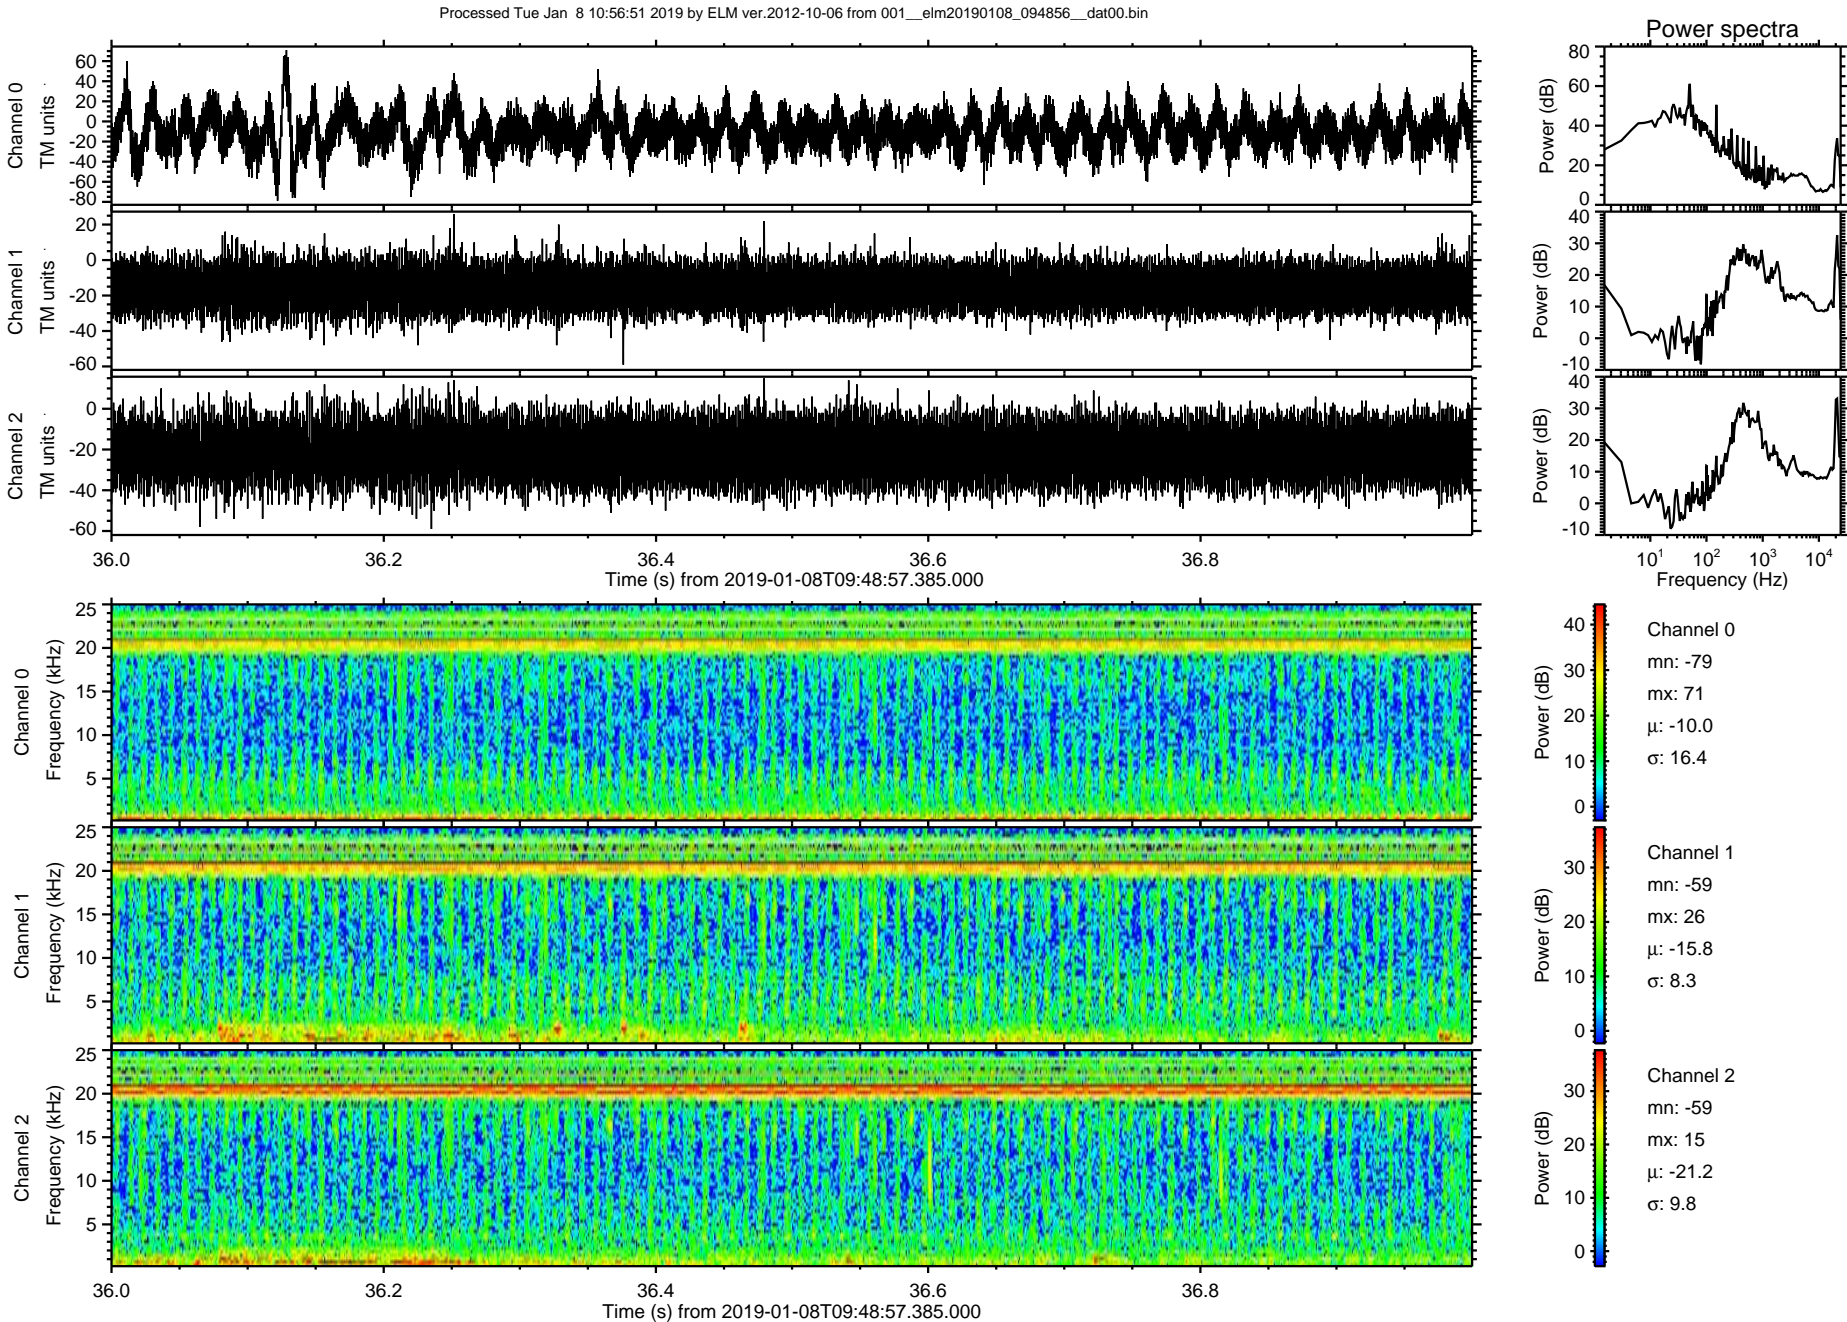 Processed Tue Jan  8 10:56:51 2019 by ELM ver.2012-10-06 from 001__elm20190108_094856__dat00.bin
Power spectra
Channel 0
TM units
60
40
20
0
-20
-40
-60
-80
Power (dB)
80
60
40
20
0
Channel 1
TM units
20
0
-20
-40
-60
Power (dB)
40
30
20
10
0
-10
Channel 2
TM units
0
-20
-40
-60
Power (dB)
40
30
20
10
0
-10
36.0 36.2 36.4 36.6 36.8
Time (s) from 2019-01-08T09:48:57.385.000
10^1 10^2 10^3 10^4
Frequency (Hz)
Channel 0
Frequency (kHz)
25
20
15
10
5
Power (dB)
40
30
20
10
0
Channel 0
mn: -79
mx: 71
μ: -10.0
σ: 16.4
Channel 1
Frequency (kHz)
25
20
15
10
5
Power (dB)
30
20
10
0
Channel 1
mn: -59
mx: 26
μ: -15.8
σ: 8.3
Channel 2
Frequency (kHz)
25
20
15
10
5
Power (dB)
30
20
10
0
Channel 2
mn: -59
mx: 15
μ: -21.2
σ: 9.8
36.0 36.2 36.4 36.6 36.8
Time (s) from 2019-01-08T09:48:57.385.000